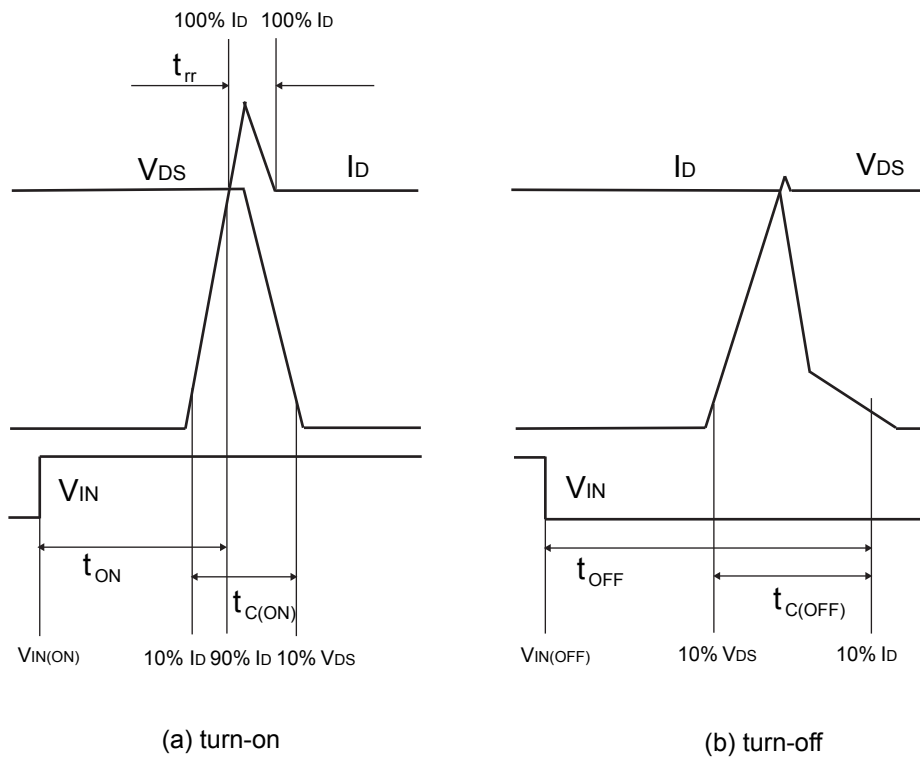 100% ID
100% ID
trr
VDS
ID
VIN
tON
tC(ON)
VIN(ON)
10% ID
90% ID
10% VDS
(a) turn-on
ID
VDS
VIN
tOFF
tC(OFF)
VIN(OFF)
10% VDS
10% ID
(b) turn-off